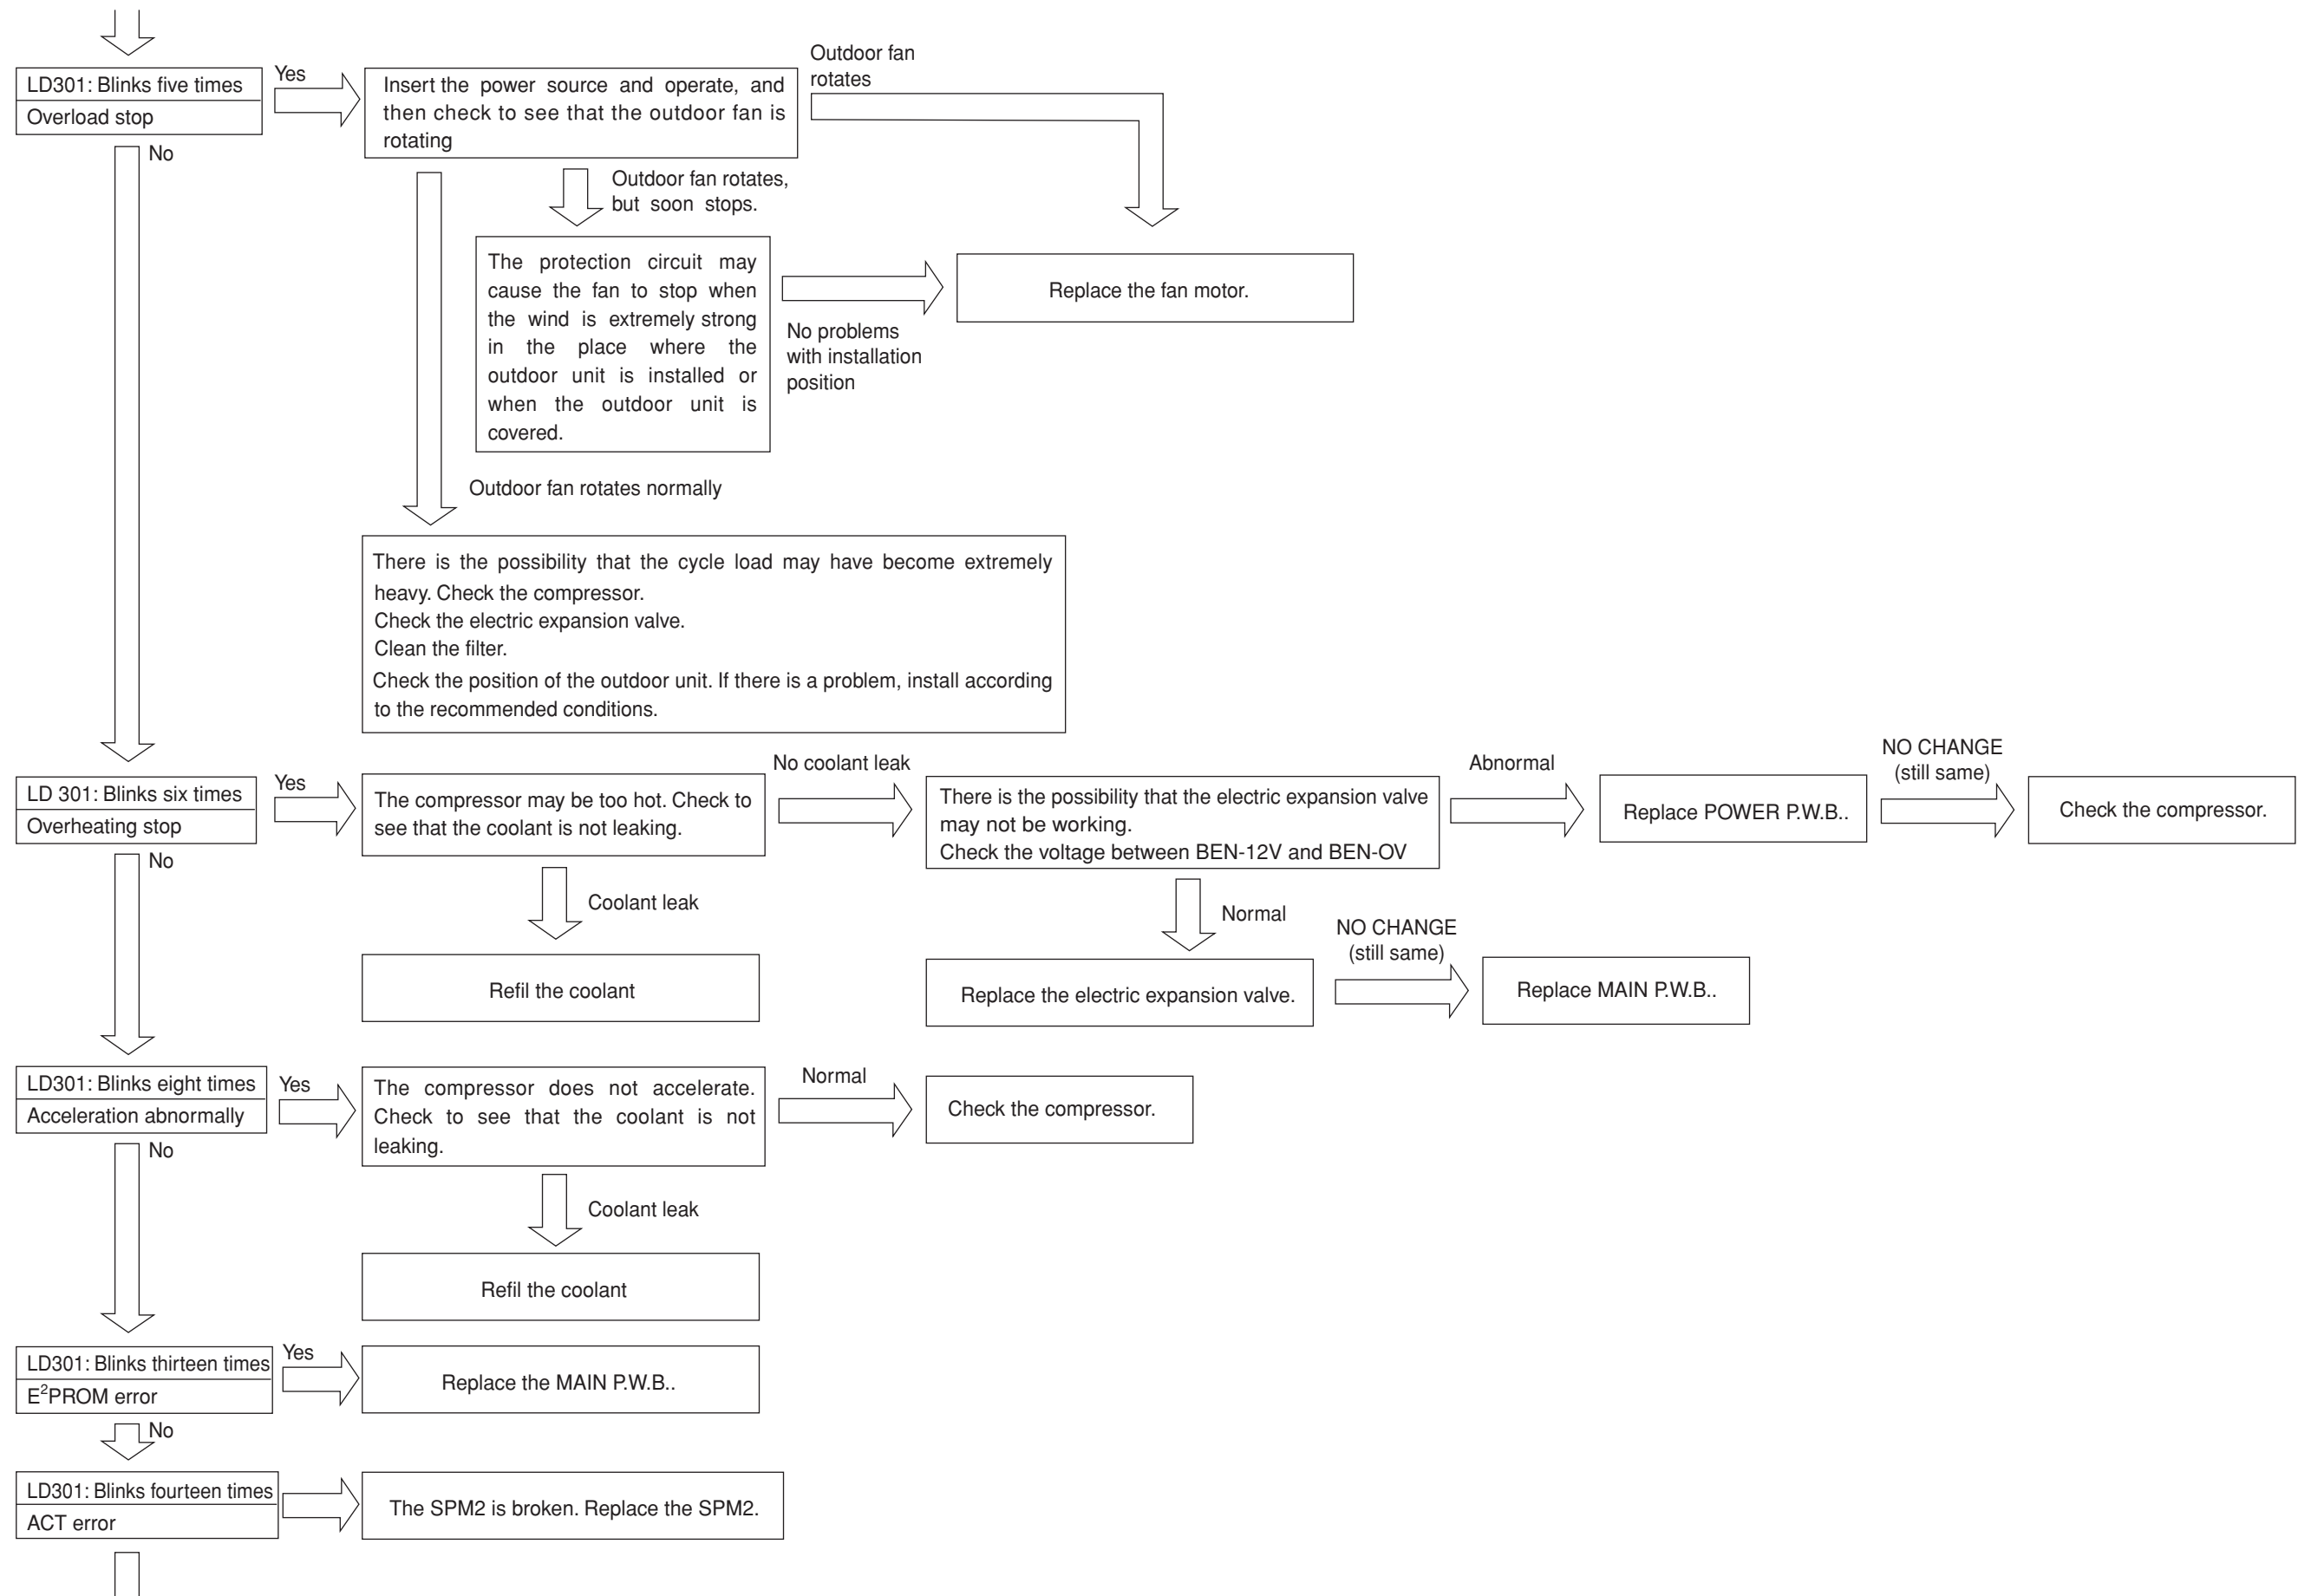 LD301: Blinks five times
Overload stop
Yes
Insert the power source and operate, and
then check to see that the outdoor fan is
rotating
Outdoor fan
rotates
No
Outdoor fan rotates,
but soon stops.
The protection circuit may
cause the fan to stop when
the wind is extremely strong
in the place where the
outdoor unit is installed or
when the outdoor unit is
covered.
No problems
with installation
position
Replace the fan motor.
Outdoor fan rotates normally
There is the possibility that the cycle load may have become extremely
heavy. Check the compressor.
Check the electric expansion valve.
Clean the filter.
Check the position of the outdoor unit. If there is a problem, install according
to the recommended conditions.
LD 301: Blinks six times
Overheating stop
Yes
The compressor may be too hot. Check to
see that the coolant is not leaking.
No coolant leak
There is the possibility that the electric expansion valve
may not be working.
Check the voltage between BEN-12V and BEN-OV
Abnormal
Replace POWER P.W.B..
NO CHANGE
(still same)
Check the compressor.
No
Coolant leak
Refil the coolant
Normal
Replace the electric expansion valve.
NO CHANGE
(still same)
Replace MAIN P.W.B..
LD301: Blinks eight times
Acceleration abnormally
Yes
The compressor does not accelerate.
Check to see that the coolant is not
leaking.
Normal
Check the compressor.
No
Coolant leak
Refil the coolant
LD301: Blinks thirteen times
E²PROM error
Yes
Replace the MAIN P.W.B..
No
LD301: Blinks fourteen times
ACT error
The SPM2 is broken. Replace the SPM2.